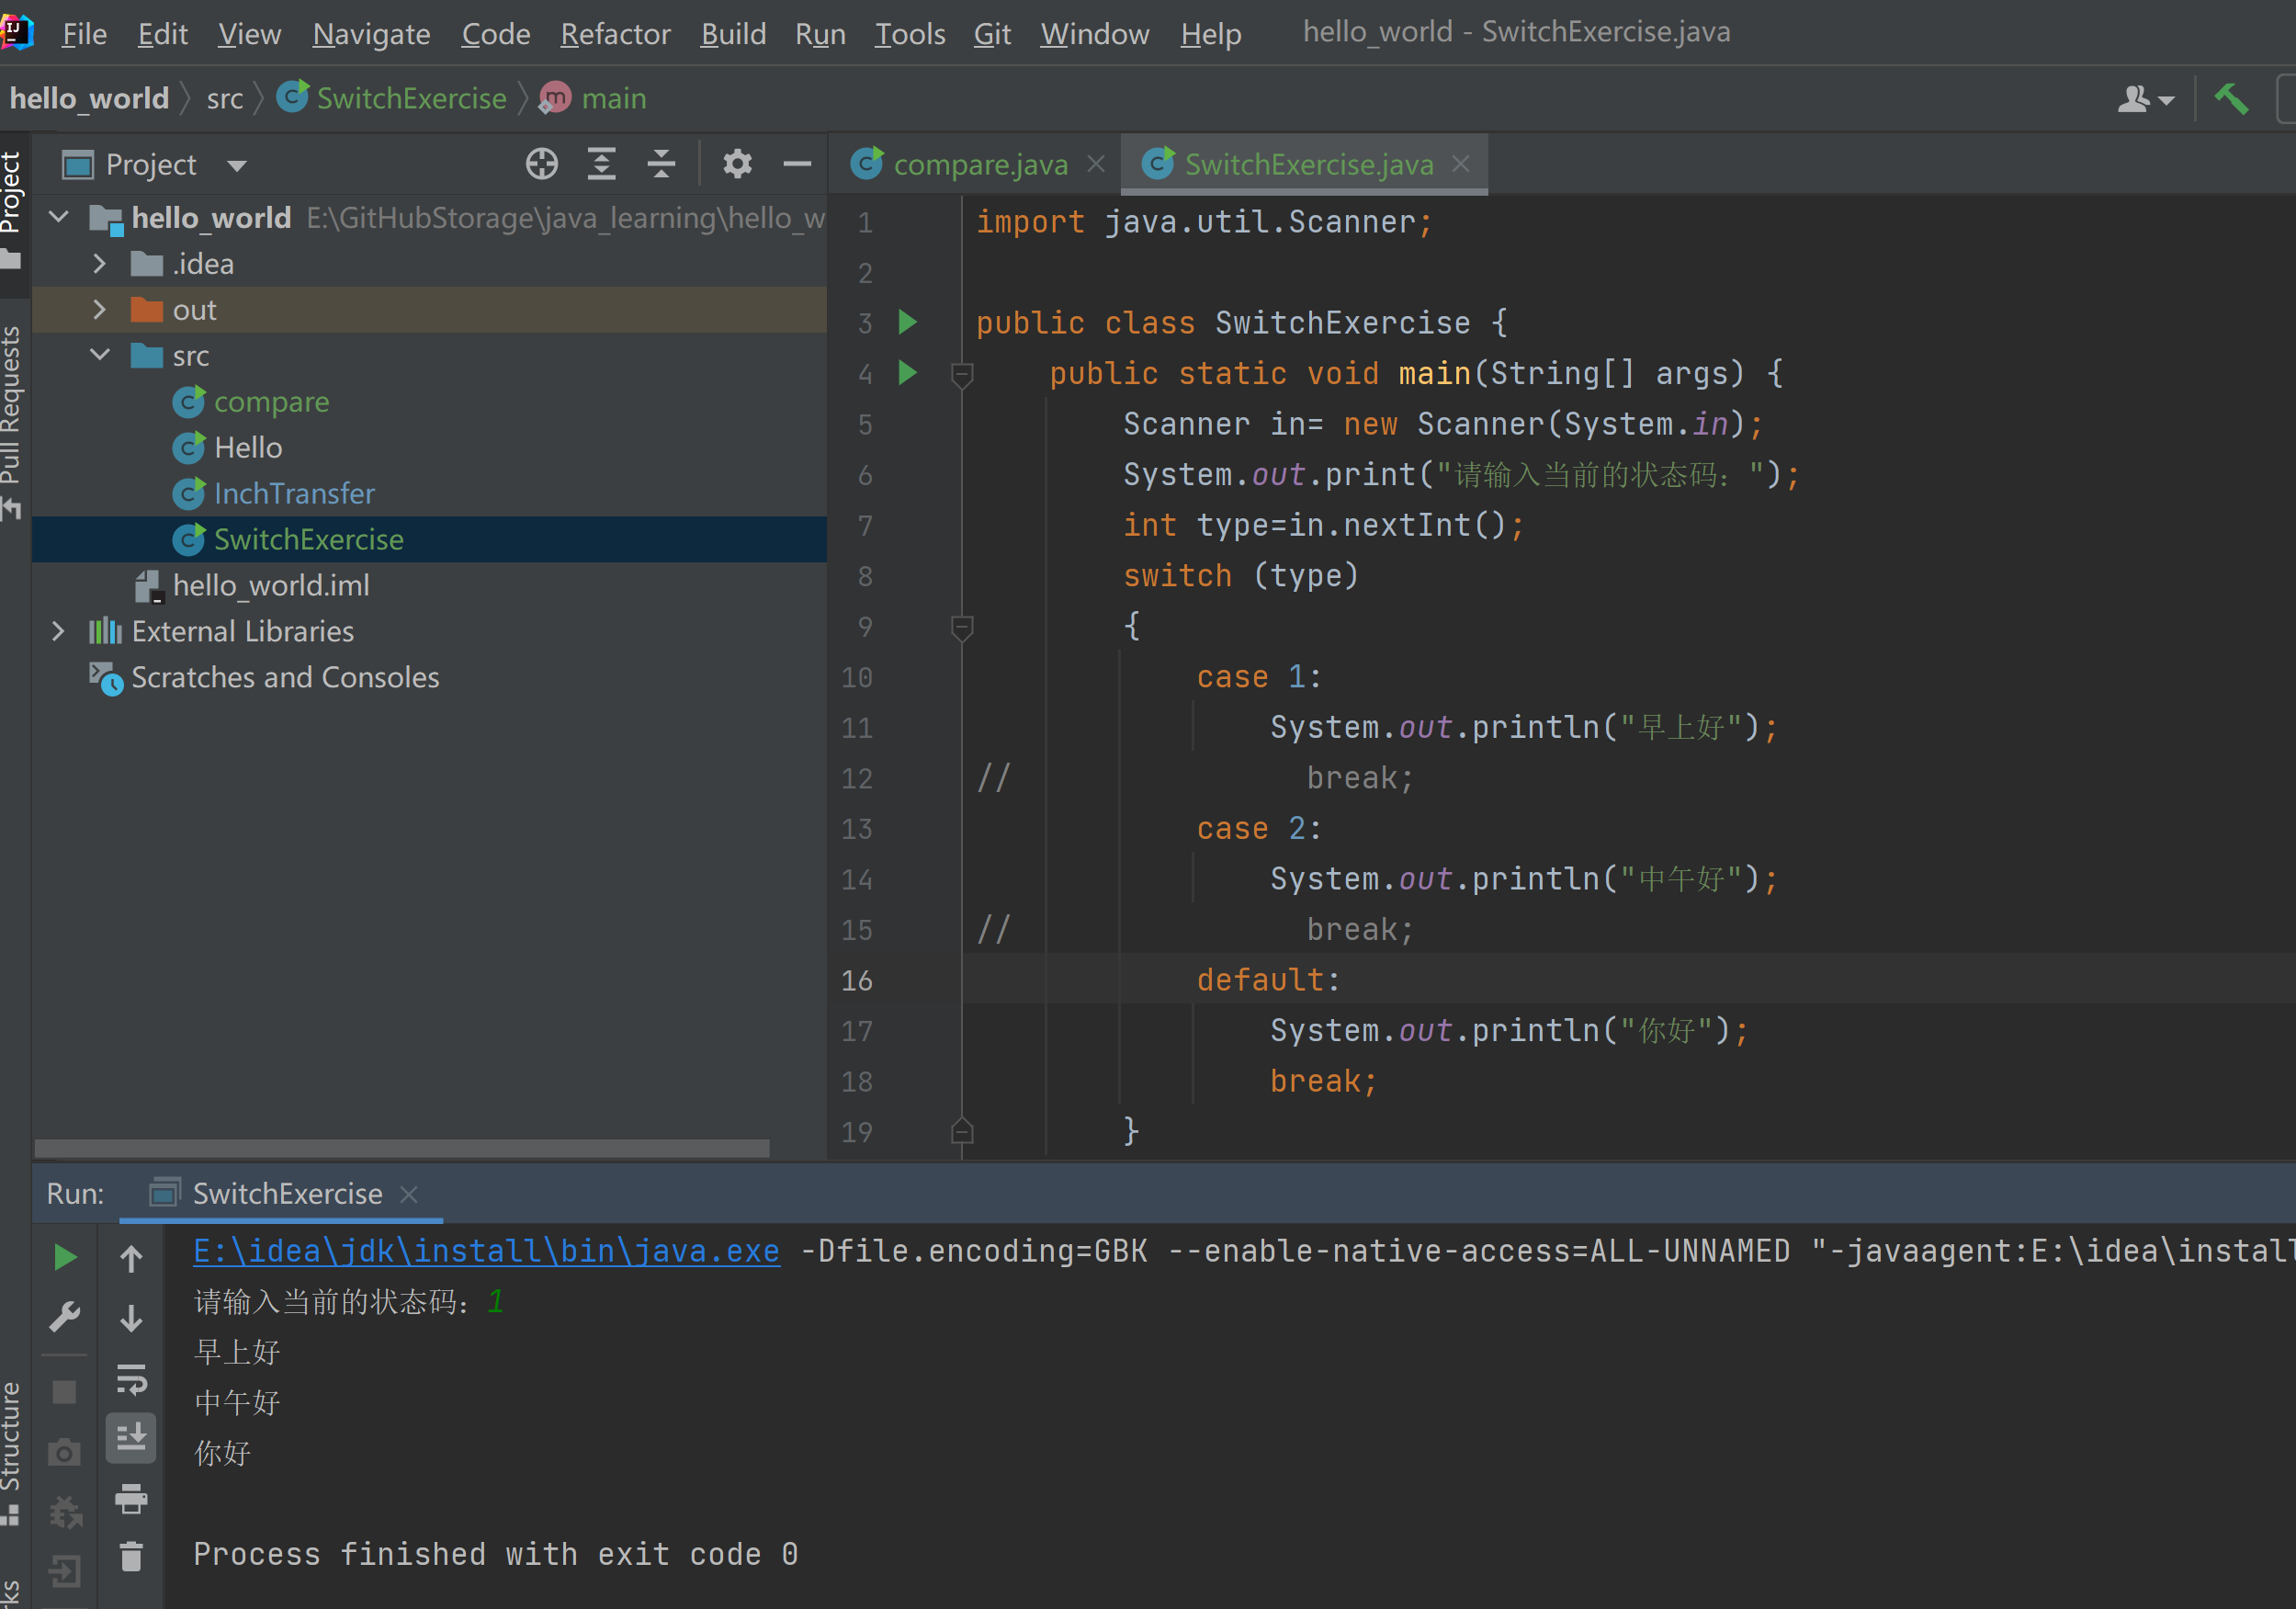 File Edit View Navigate Code Refactor Build Run Tools Git Window Help hello_world - SwitchExercise.java
hello_world src SwitchExercise main
Project
Project
compare.java
SwitchExercise.java
hello_world E:\GitHubStorage\java_learning\hello_w
.idea
out
src
compare
Hello
InchTransfer
SwitchExercise
hello_world.iml
External Libraries
Scratches and Consoles
Pull Requests
1 import java.util.Scanner;
2
3 public class SwitchExercise {
4 public static void main(String[] args) {
5 Scanner in= new Scanner(System.in);
6 System.out.print("请输入当前的状态码：");
7 int type=in.nextInt();
8 switch (type)
9 {
10 case 1:
11 System.out.println("早上好");
12 // break;
13 case 2:
14 System.out.println("中午好");
15 // break;
16 default:
17 System.out.println("你好");
18 break;
19 }
Run: SwitchExercise
E:\idea\jdk\install\bin\java.exe -Dfile.encoding=GBK --enable-native-access=ALL-UNNAMED "-javaagent:E:\idea\install
请输入当前的状态码：1
早上好
中午好
你好
Process finished with exit code 0
Structure